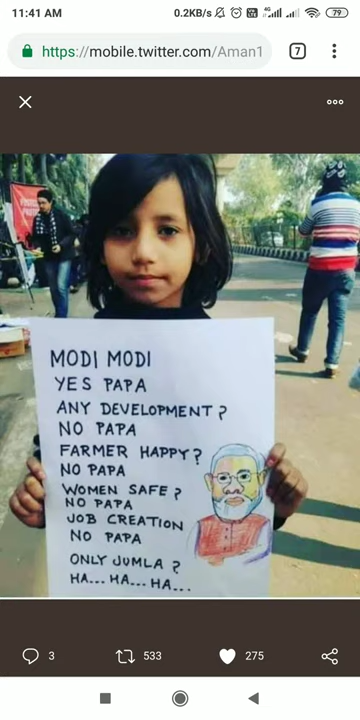 11:41 AM
0.2KB/s
4G
79
https://mobile.twitter.com/Aman1
7
MODI MODI
YES PAPA
ANY DEVELOPMENT?
NO PAPA
FARMER HAPPY?
NO PAPA
WOMEN SAFE?
NO PAPA
JOB CREATION
NO PAPA
ONLY JUMLA?
HA... HA... HA...
3
533
275